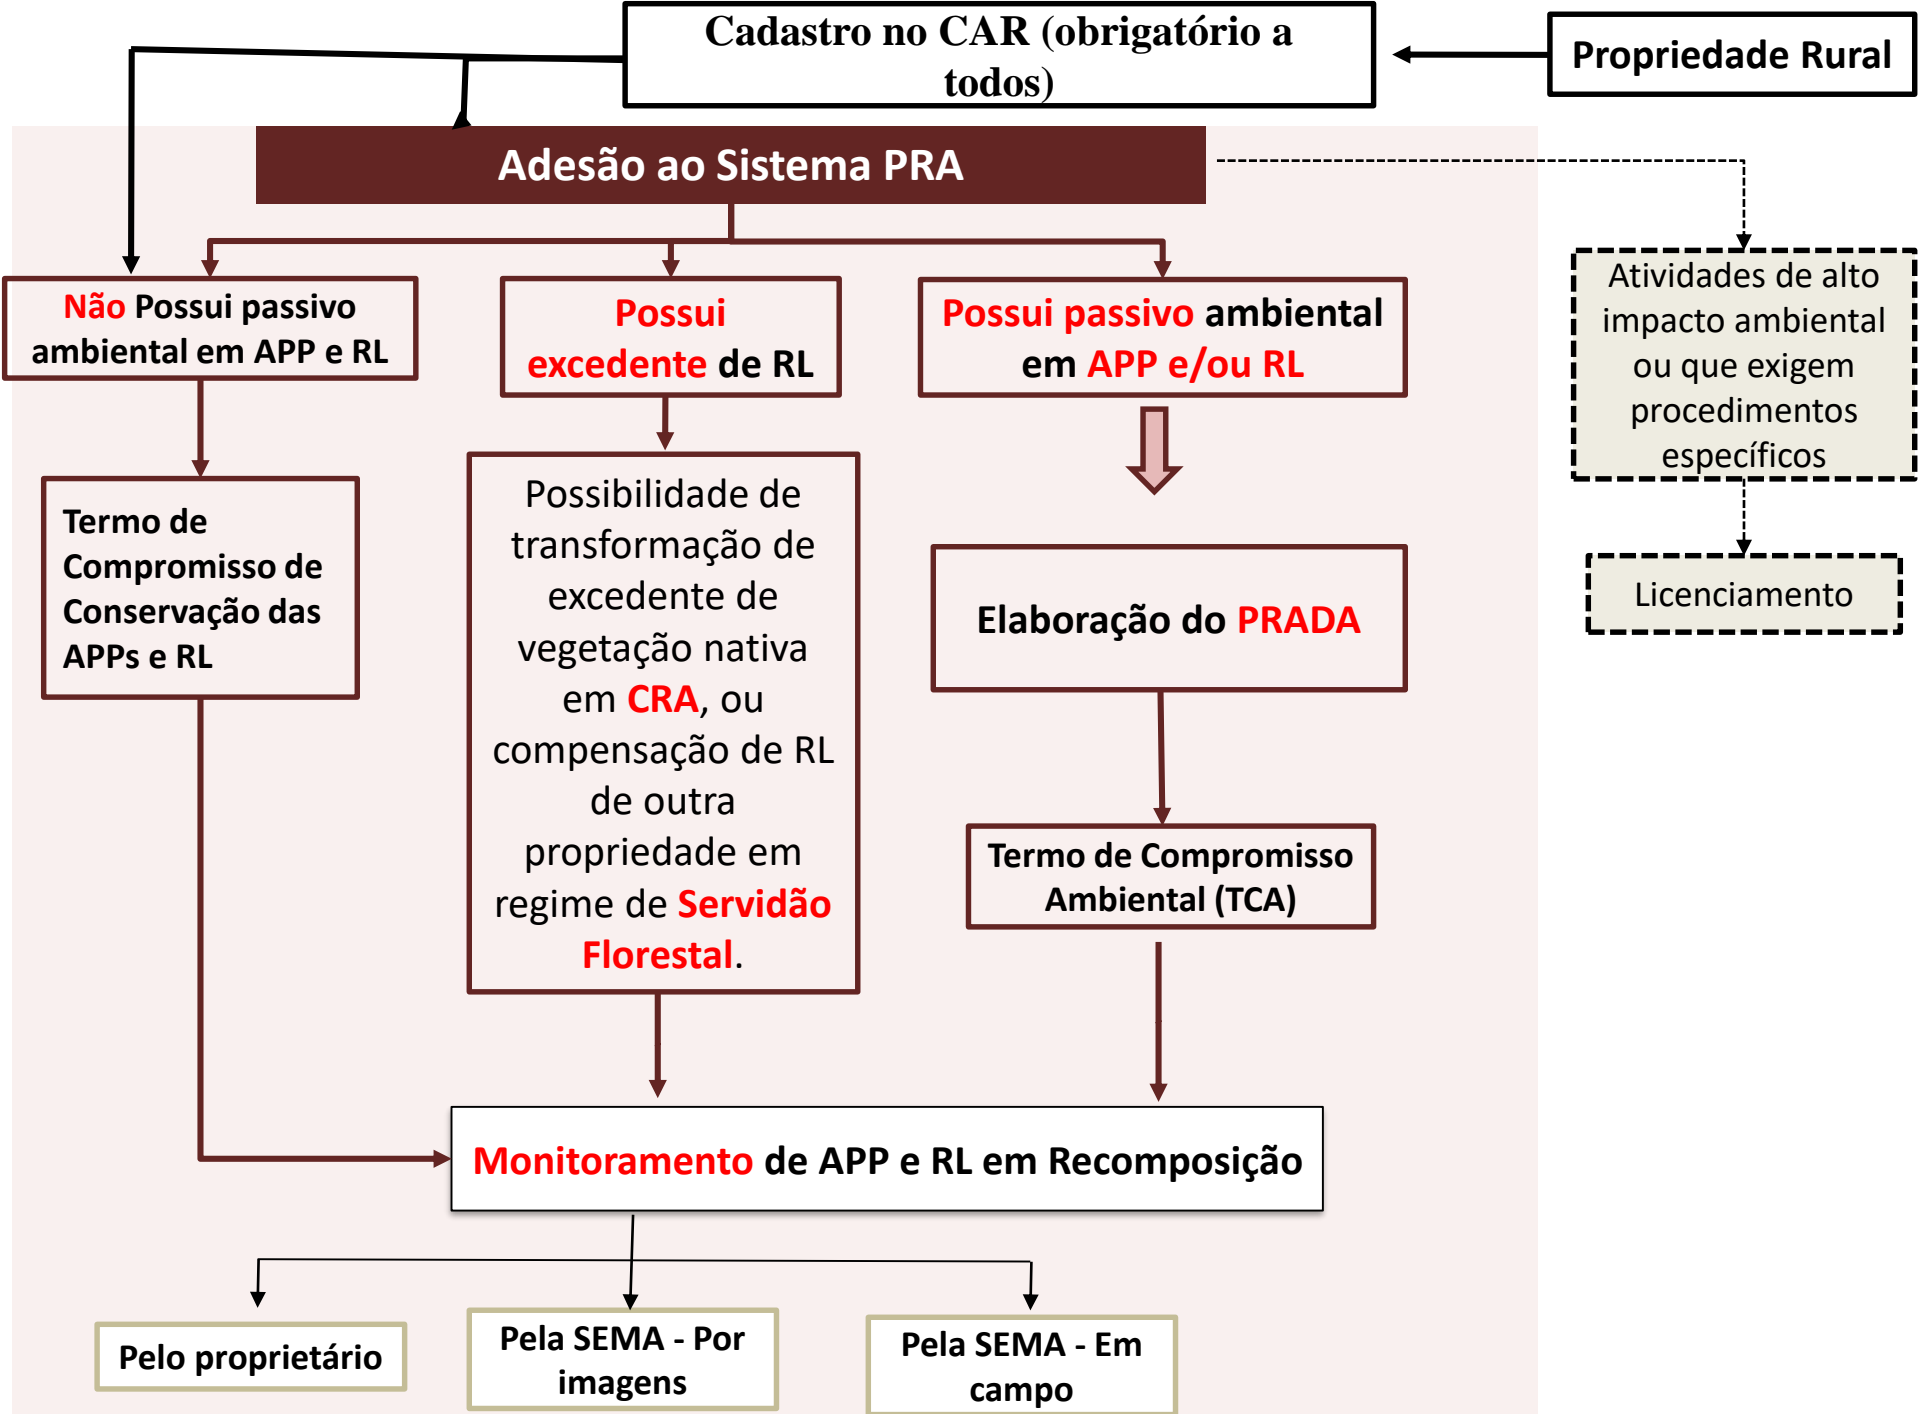 Cadastro no CAR (obrigatório a
todos)
Propriedade Rural
Adesão ao Sistema PRA
Não Possui passivo
ambiental em APP e RL
Possui
excedente de RL
Possui passivo ambiental
em APP e/ou RL
Atividades de alto
impacto ambiental
ou que exigem
procedimentos
específicos
Termo de
Compromisso de
Conservação das
APPs e RL
Possibilidade de
transformação de
excedente de
vegetação nativa
em CRA, ou
compensação de RL
de outra
propriedade em
regime de Servidão
Florestal.
Elaboração do PRADA
Licenciamento
Termo de Compromisso
Ambiental (TCA)
Monitoramento de APP e RL em Recomposição
Pelo proprietário
Pela SEMA - Por
imagens
Pela SEMA - Em
campo